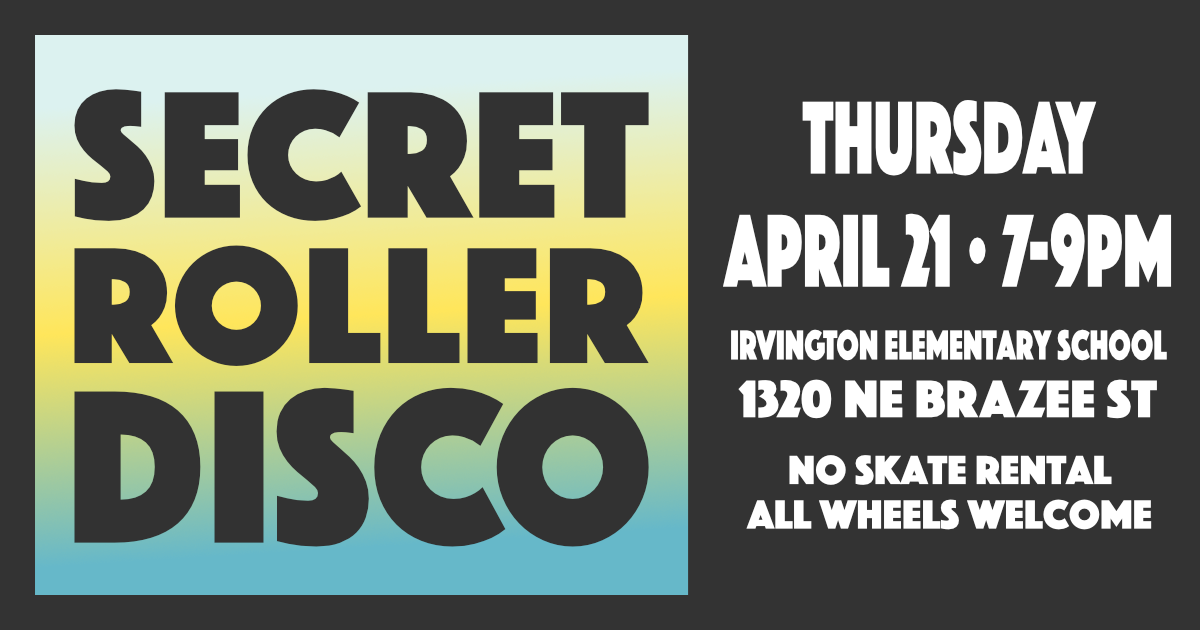 SECRET
ROLLER
DISCO
THURSDAY
APRIL 21 • 7-9PM
IRVINGTON ELEMENTARY SCHOOL
1320 NE BRAZEE ST
NO SKATE RENTAL
ALL WHEELS WELCOME